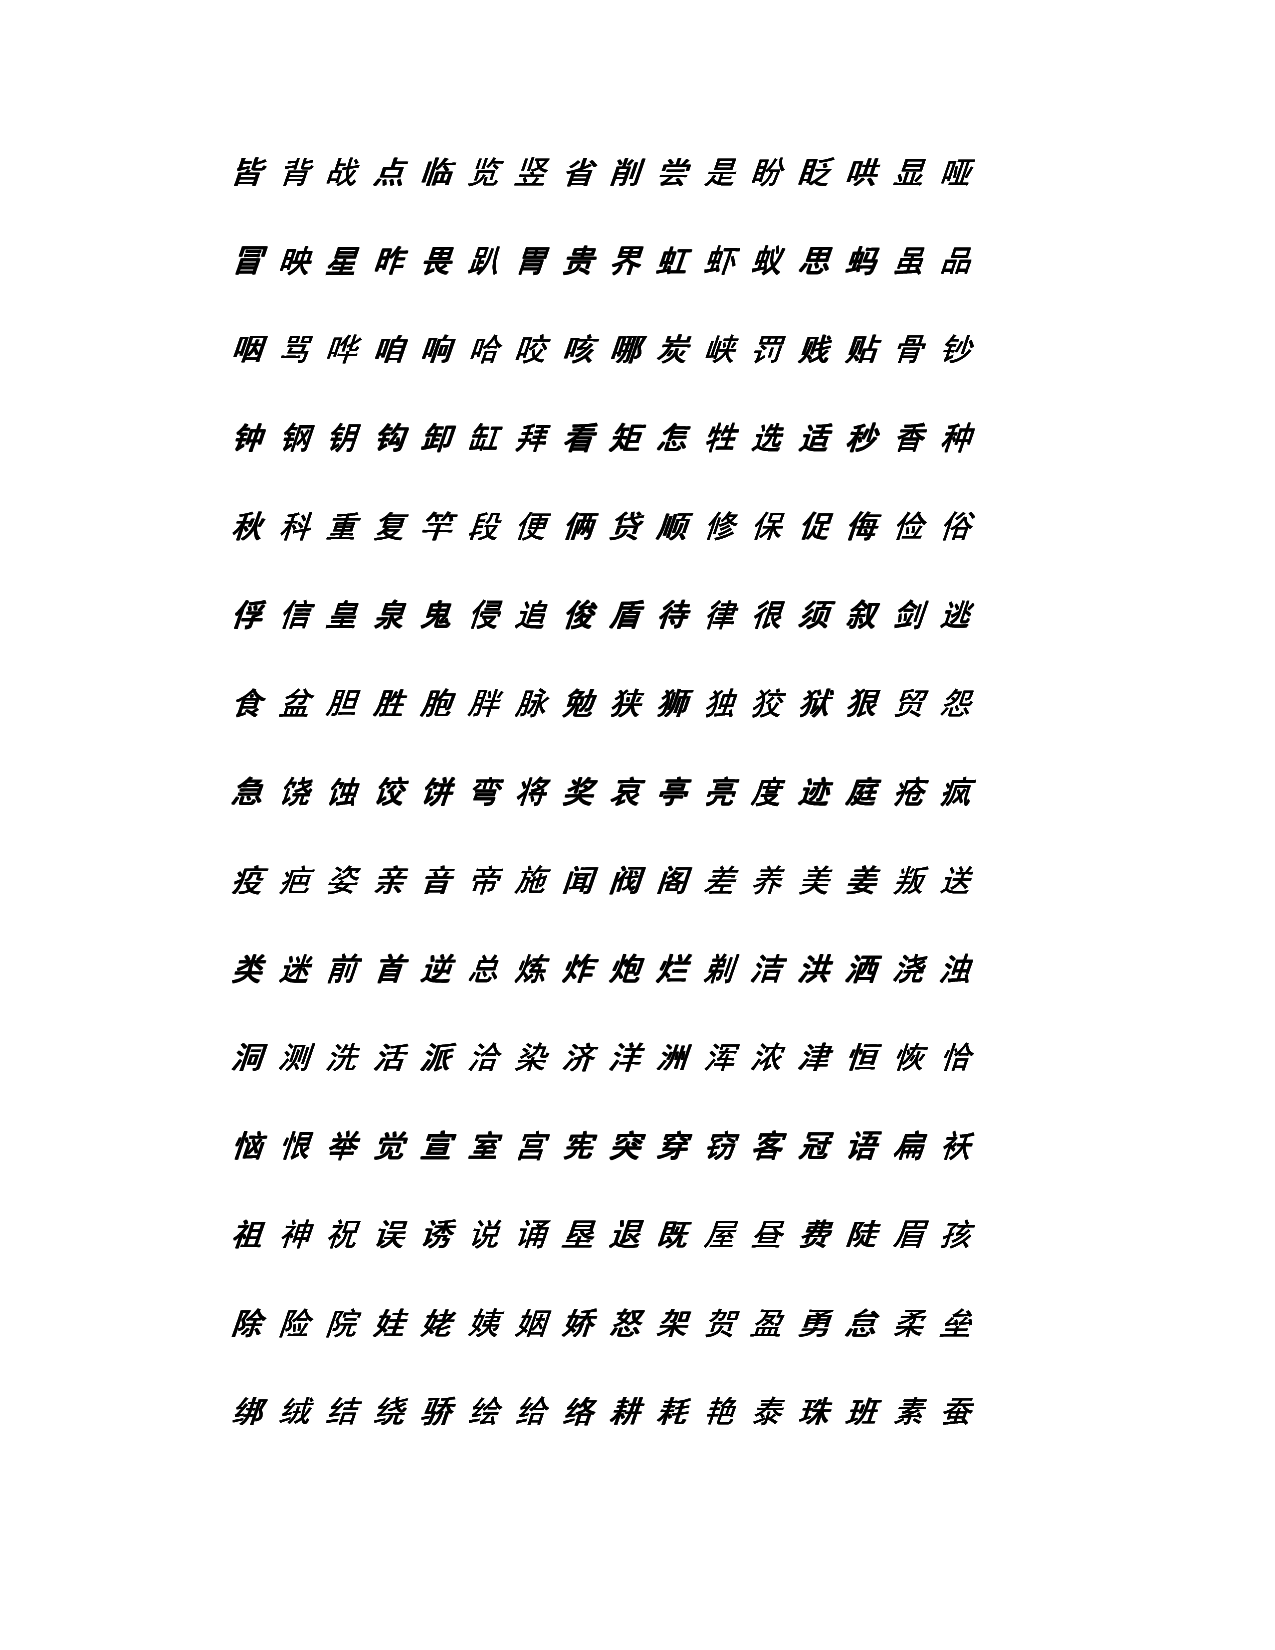 皆 背 战 点 临 览 竖 省 削 尝 是 盼 眨 哄 显 哑
冒 映 星 昨 畏 趴 胃 贵 界 虹 虾 蚁 思 蚂 虽 品
咽 骂 哗 咱 响 哈 咬 咳 哪 炭 峡 罚 贱 贴 骨 钞
钟 钢 钥 钩 卸 缸 拜 看 矩 怎 牲 选 适 秒 香 种
秋 科 重 复 竿 段 便 俩 贷 顺 修 保 促 侮 俭 俗
俘 信 皇 泉 鬼 侵 追 俊 盾 待 律 很 须 叙 剑 逃
食 盆 胆 胜 胞 胖 脉 勉 狭 狮 独 狡 狱 狠 贸 怨
急 饶 蚀 饺 饼 弯 将 奖 哀 亭 亮 度 迹 庭 疮 疯
疫 疤 姿 亲 音 帝 施 闻 阀 阁 差 养 美 姜 叛 送
类 迷 前 首 逆 总 炼 炸 炮 烂 剃 洁 洪 洒 浇 浊
洞 测 洗 活 派 洽 染 济 洋 洲 浑 浓 津 恒 恢 恰
恼 恨 举 觉 宣 室 宫 宪 突 穿 窃 客 冠 语 扁 袄
祖 神 祝 误 诱 说 诵 垦 退 既 屋 昼 费 陡 眉 孩
除 险 院 娃 姥 姨 姻 娇 怒 架 贺 盈 勇 怠 柔 垒
绑 绒 结 绕 骄 绘 给 络 耕 耗 艳 泰 珠 班 素 蚕